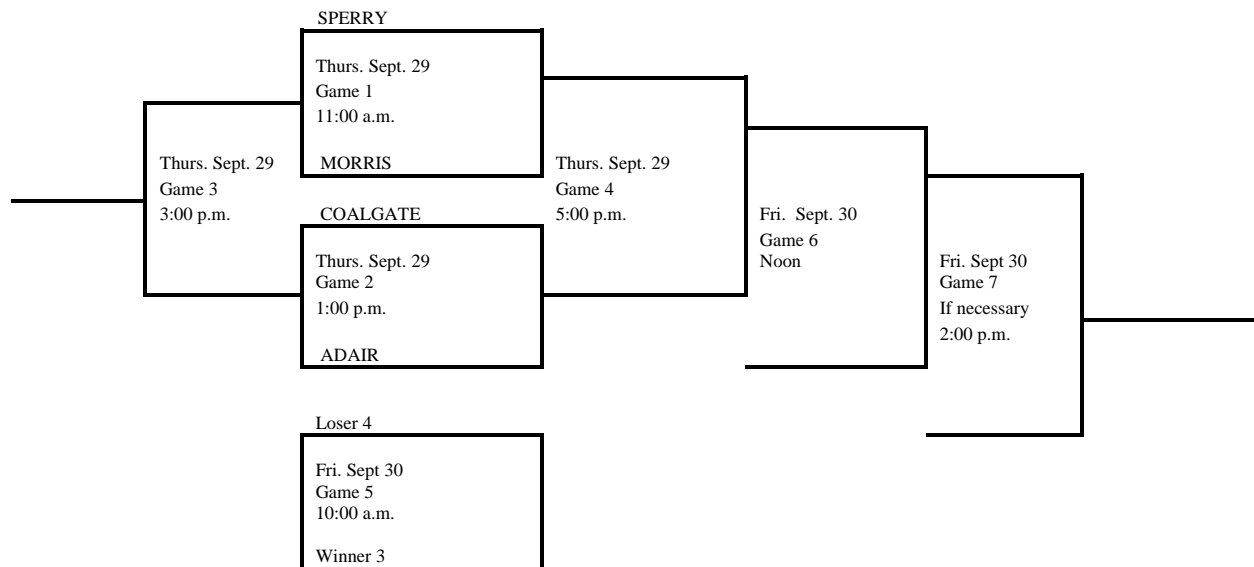 SPERRY
Thurs. Sept. 29
Game 1
11:00 a.m.
MORRIS
Thurs. Sept. 29
Game 3
3:00 p.m.
Thurs. Sept. 29
Game 4
5:00 p.m.
COALGATE
Thurs. Sept. 29
Game 2
1:00 p.m.
ADAIR
Fri.  Sept. 30
Game 6
Noon
Fri. Sept 30
Game 7
If necessary
2:00 p.m.
Loser 4
Fri. Sept 30
Game 5
10:00 a.m.
Winner 3